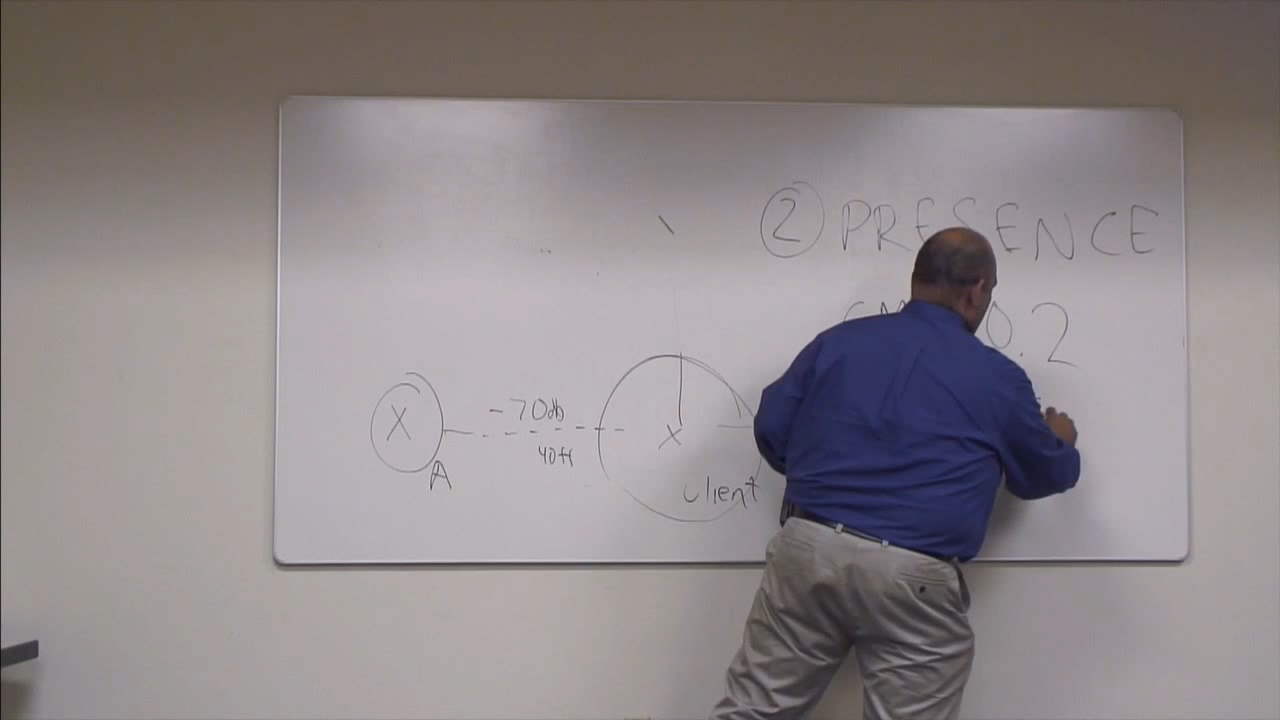 ② PRESENCE
0.2
X
-70db
40ft
X
A
client